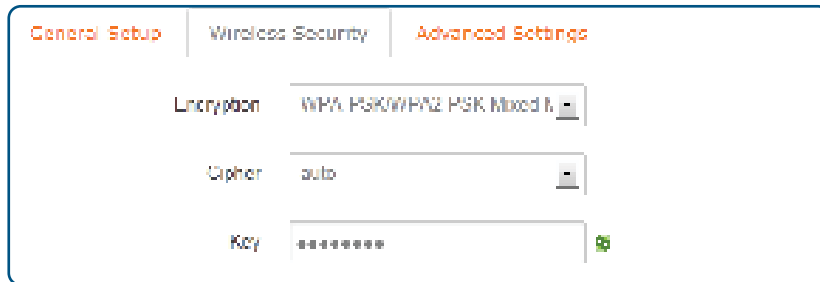 General Setup Wireless Security Advanced Settings
Encryption WPA-PSK/WPA2-PSK Mixed M
Cipher auto
Key ********